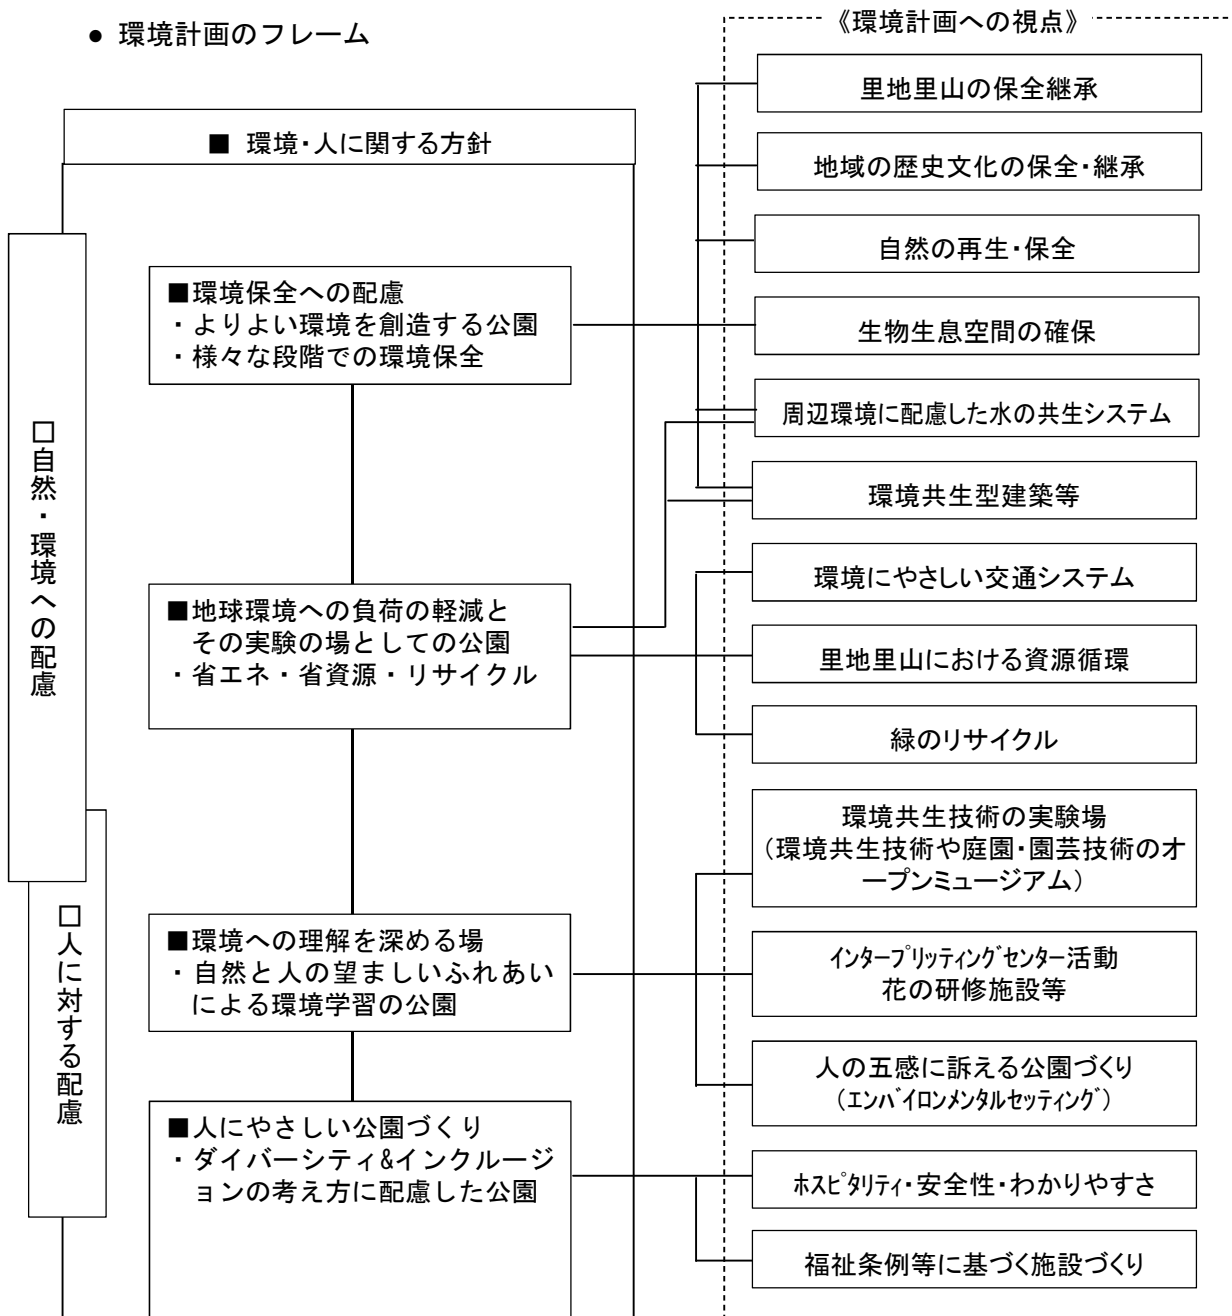 ● 環境計画のフレーム
《環境計画への視点》
■ 環境・人に関する方針
□自然・環境への配慮
□人に対する配慮
■環境保全への配慮
・よりよい環境を創造する公園
・様々な段階での環境保全
■地球環境への負荷の軽減と
その実験の場としての公園
・省エネ・省資源・リサイクル
■環境への理解を深める場
・自然と人の望ましいふれあい
による環境学習の公園
■人にやさしい公園づくり
・ダイバーシティ&インクルージ
ョンの考え方に配慮した公園
里地里山の保全継承
地域の歴史文化の保全・継承
自然の再生・保全
生物生息空間の確保
周辺環境に配慮した水の共生システム
環境共生型建築等
環境にやさしい交通システム
里地里山における資源循環
緑のリサイクル
環境共生技術の実験場
(環境共生技術や庭園・園芸技術のオ
ープンミュージアム)
ｲﾝﾀｰﾌﾟﾘｯﾃｨﾝｸﾞｾﾝﾀｰ活動
花の研修施設等
人の五感に訴える公園づくり
(ｴﾝﾊﾞｲﾛﾝﾒﾝﾀﾙｾｯﾃｨﾝｸﾞ)
ﾎｽﾋﾟﾀﾘﾃｨ・安全性・わかりやすさ
福祉条例等に基づく施設づくり